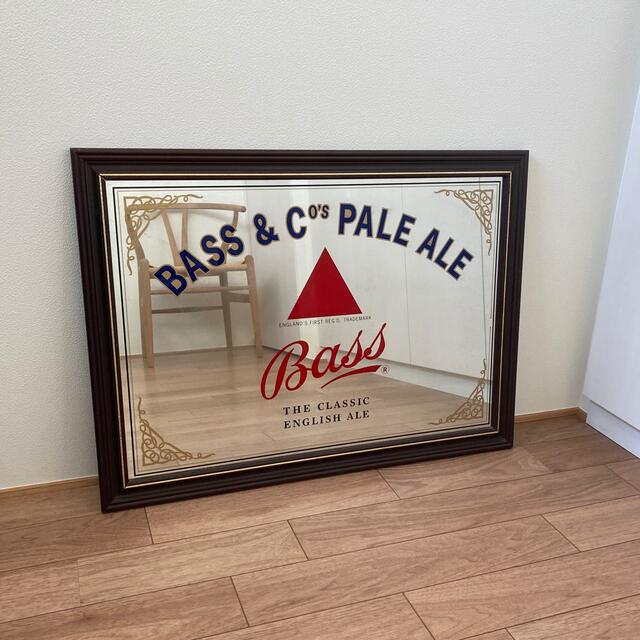 BASS & CO'S PALE ALE
ENGLAND'S FIRST REG'D. TRADEMARK
Bass®
THE CLASSIC
ENGLISH ALE